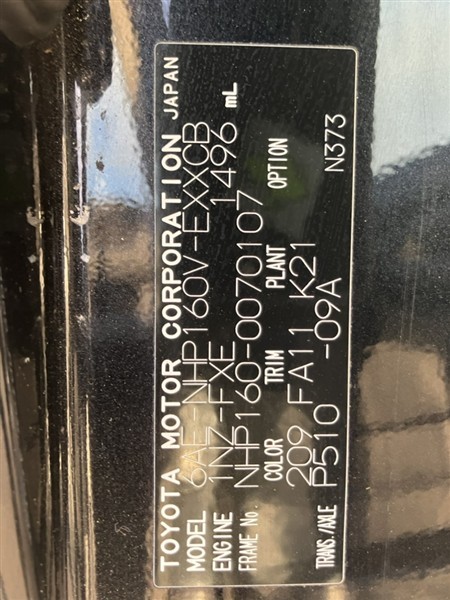 TOYOTA MOTOR CORPORATION JAPAN
MODEL 6AE-NHP160V-EXXCB
ENGINE 1NZ-FXE 1496 mL
FRAME No. NHP160-0070107
COLOR TRIM PLANT OPTION
209 FA11 K21
TRANS./AXLE P510 -09A N373